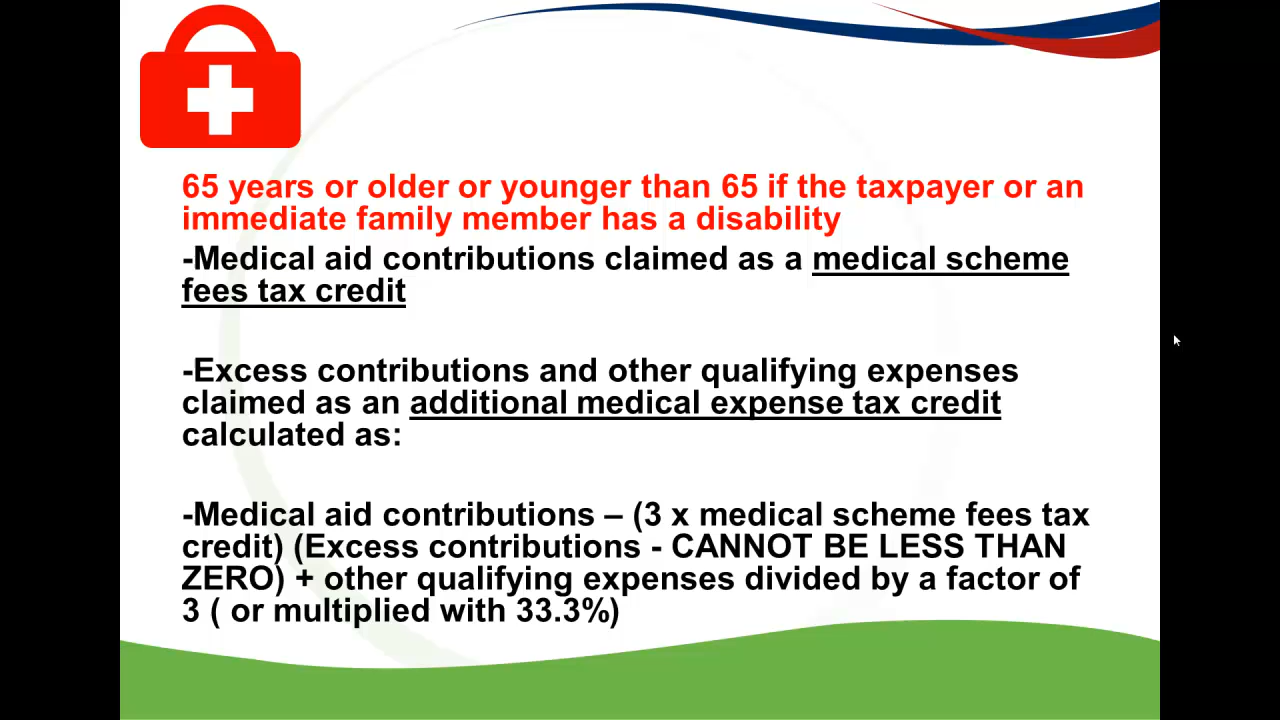 65 years or older or younger than 65 if the taxpayer or an
immediate family member has a disability
-Medical aid contributions claimed as a medical scheme
fees tax credit
-Excess contributions and other qualifying expenses
claimed as an additional medical expense tax credit
calculated as:
-Medical aid contributions – (3 x medical scheme fees tax
credit) (Excess contributions - CANNOT BE LESS THAN
ZERO) + other qualifying expenses divided by a factor of
3 ( or multiplied with 33.3%)